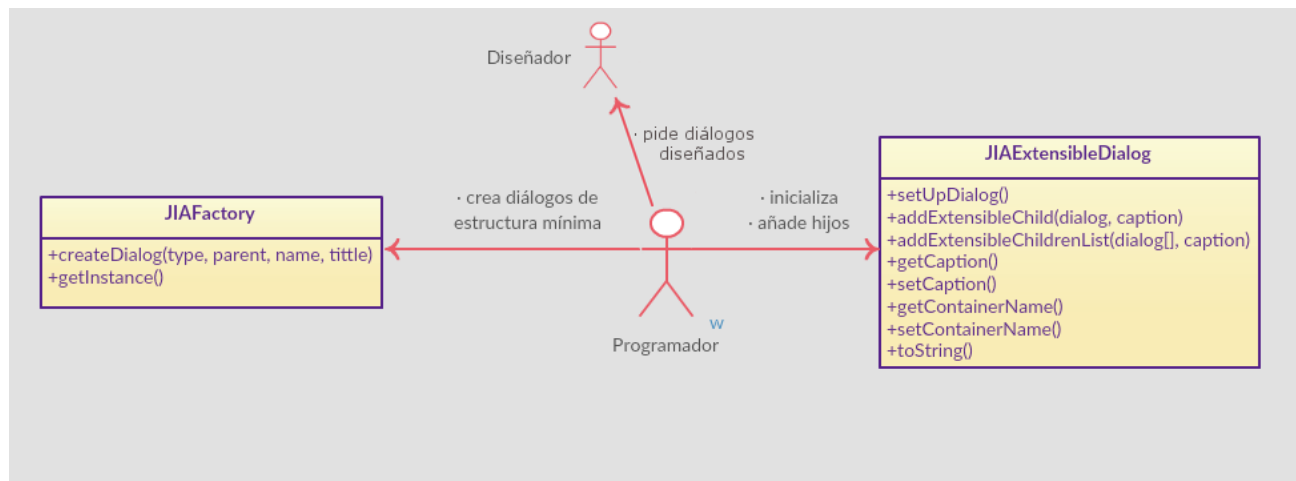 Diseñador
· pide diálogos
diseñados
JIAFactory
+createDialog(type, parent, name, tittle)
+getInstance()
· crea diálogos de
estructura mínima
· inicializa
· añade hijos
w
Programador
JIAExtensibleDialog
+setUpDialog()
+addExtensibleChild(dialog, caption)
+addExtensibleChildrenList(dialog[], caption)
+getCaption()
+setCaption()
+getContainerName()
+setContainerName()
+toString()